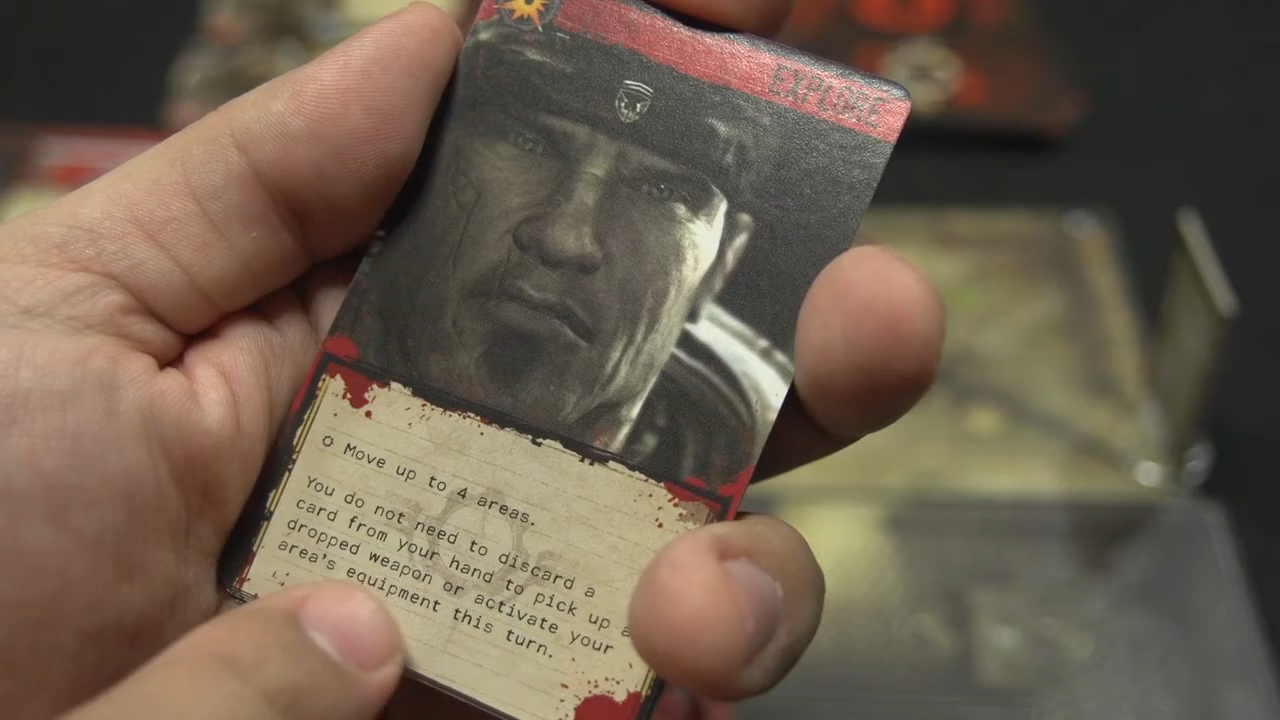 EXPLORE
Move up to 4 areas.
You do not need to discard a
card from your hand to pick up a
dropped weapon or activate your
area's equipment this turn.